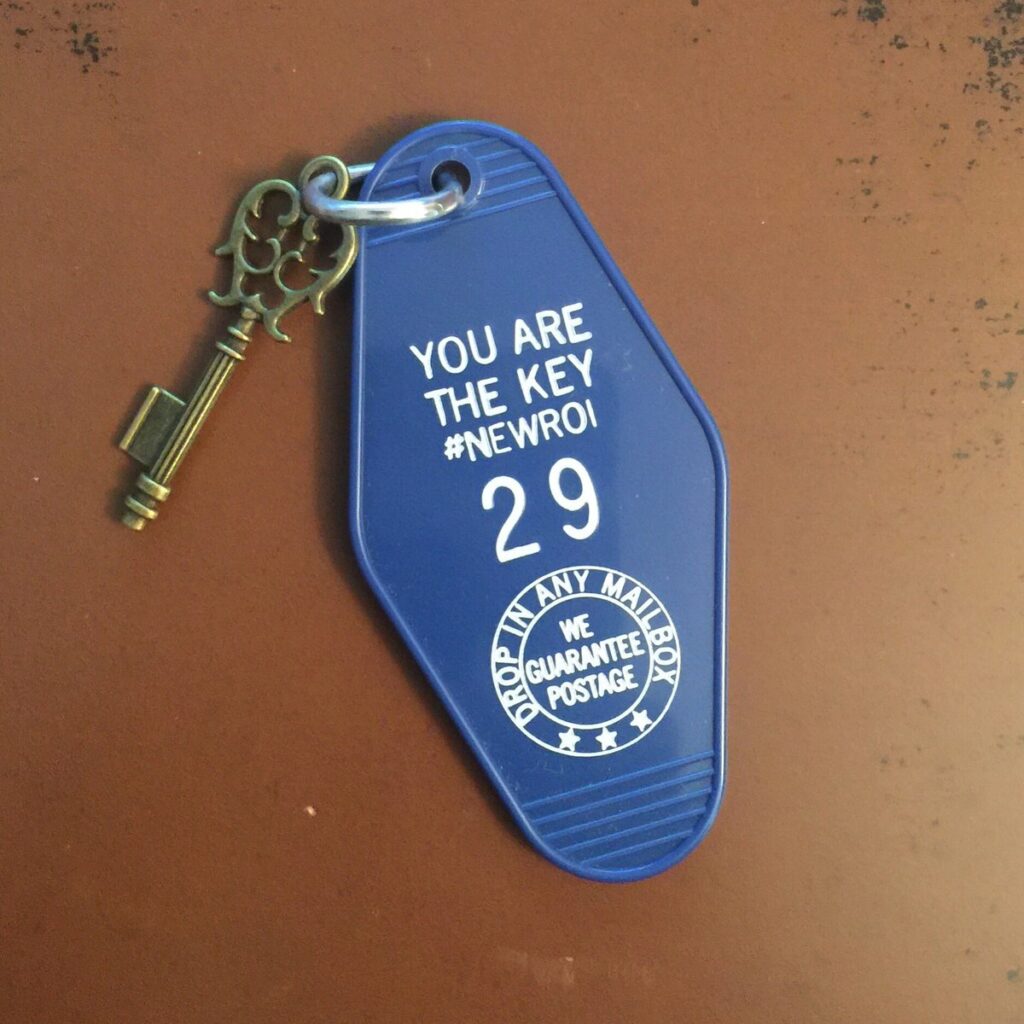 YOU ARE
THE KEY
#NEWROI
29
DROP IN ANY MAILBOX
WE
GUARANTEE
POSTAGE